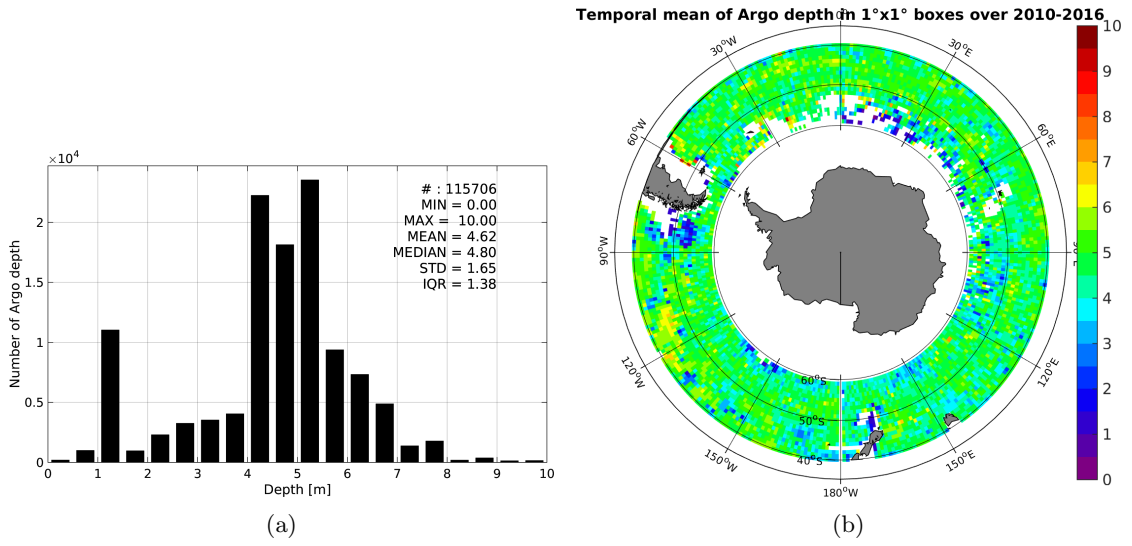 Temporal mean of Argo depth in 1°x1° boxes over 2010-2016
×10⁴
2
1.5
1
0.5
0
Number of Argo depth
# : 115706
MIN = 0.00
MAX = 10.00
MEAN = 4.62
MEDIAN = 4.80
STD = 1.65
IQR = 1.38
0 1 2 3 4 5 6 7 8 9 10
Depth [m]
(a)
0°
30°W
30°E
60°W
60°E
90°W
120°W
120°E
150°W
150°E
180°W
60°S
50°S
40°S
10
9
8
7
6
5
4
3
2
1
0
(b)